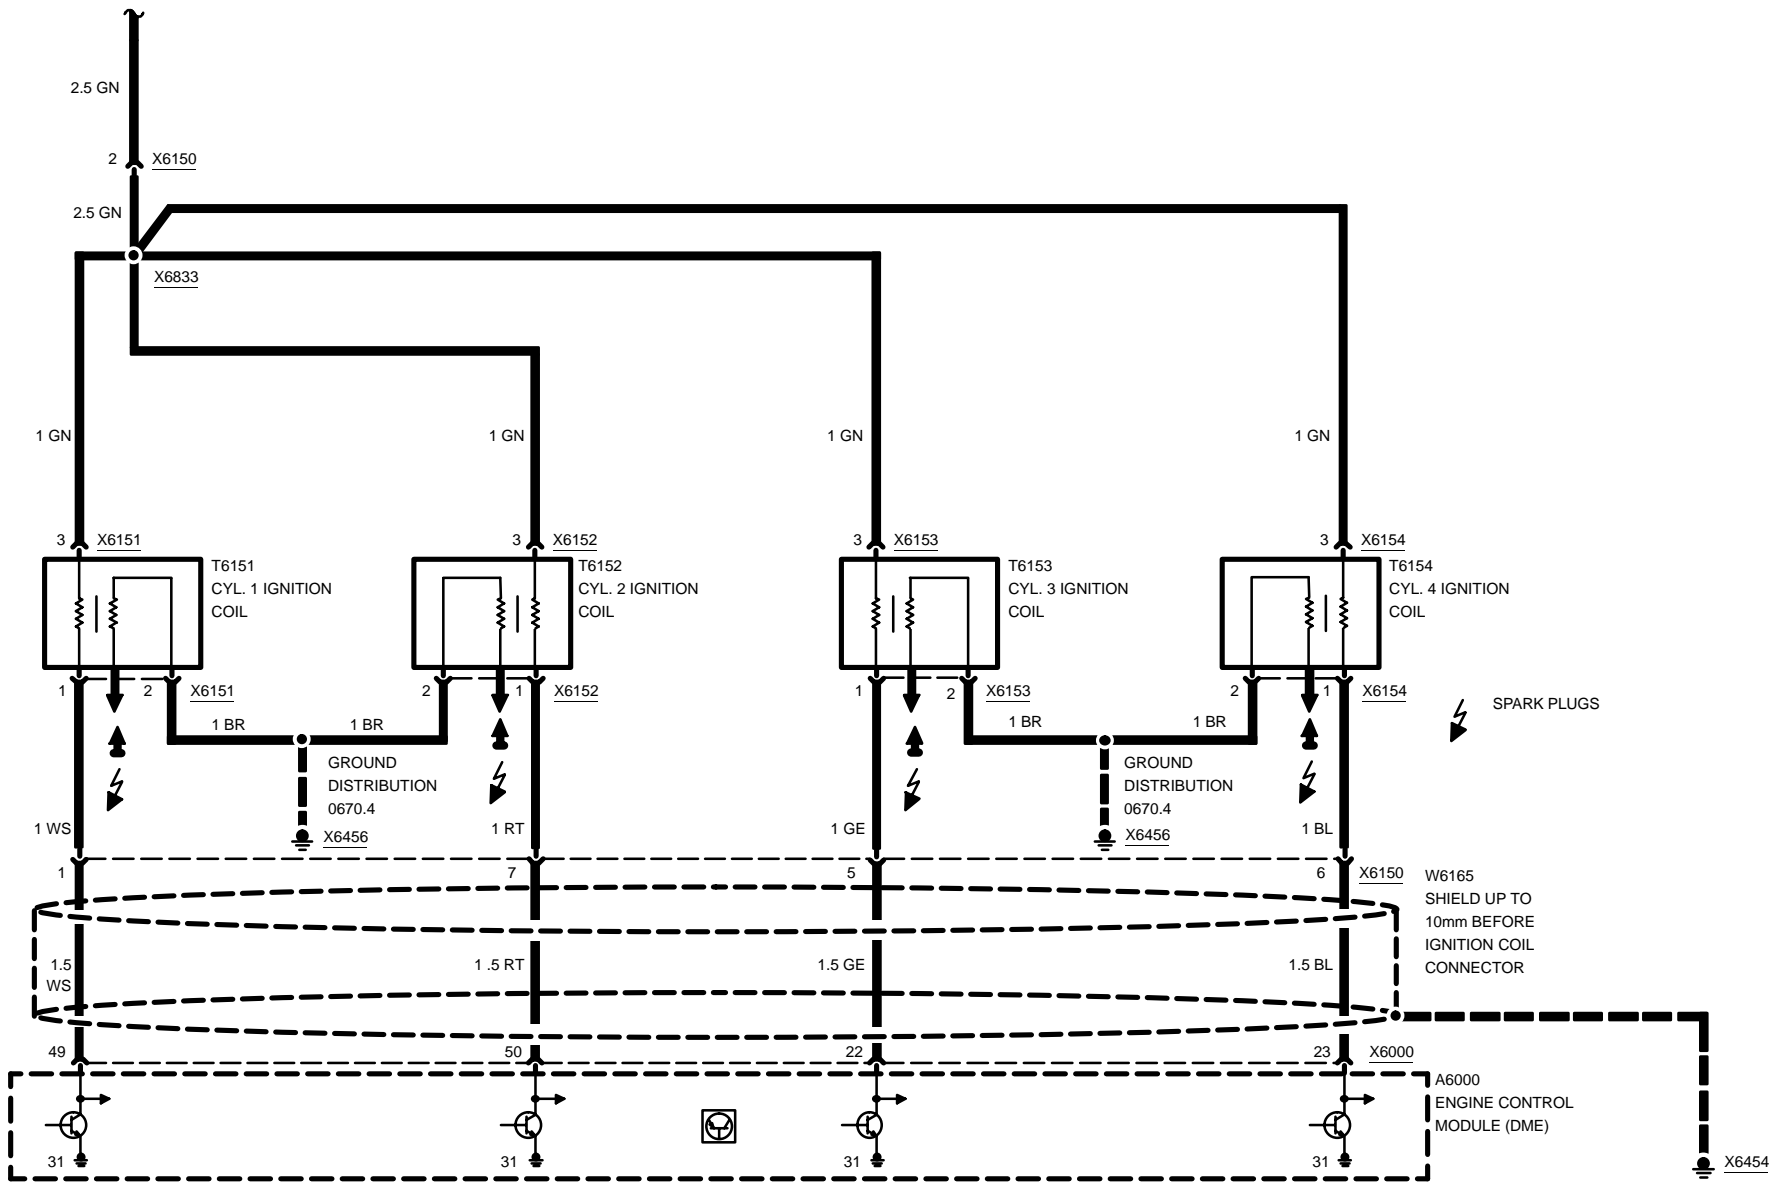 2.5 GN
2 X6150
2.5 GN
X6833
1 GN 1 GN 1 GN 1 GN
3 X6151 3 X6152 3 X6153 3 X6154
T6151
CYL. 1 IGNITION
COIL
T6152
CYL. 2 IGNITION
COIL
T6153
CYL. 3 IGNITION
COIL
T6154
CYL. 4 IGNITION
COIL
1 2 X6151 2 1 X6152 1 2 X6153 2 1 X6154
SPARK PLUGS
1 BR 1 BR 1 BR 1 BR
GROUND
DISTRIBUTION
0670.4
X6456
GROUND
DISTRIBUTION
0670.4
X6456
1 WS 1 RT 1 GE 1 BL
1 7 5 6 X6150
W6165
SHIELD UP TO
10mm BEFORE
IGNITION COIL
CONNECTOR
1.5
WS
1 .5 RT 1.5 GE 1.5 BL
49 50 22 23 X6000
A6000
ENGINE CONTROL
MODULE (DME)
31 31 31 31
X6454